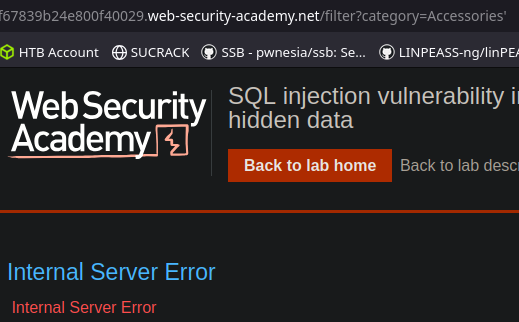 f67839b24e800f40029.web-security-academy.net/filter?category=Accessories'
HTB Account SUCRACK SSB - pwnesia/ssb: Se... LINPEASS-ng/linPEA
Web Security
Academy
SQL injection vulnerability i
hidden data
Back to lab home Back to lab descr
Internal Server Error
Internal Server Error